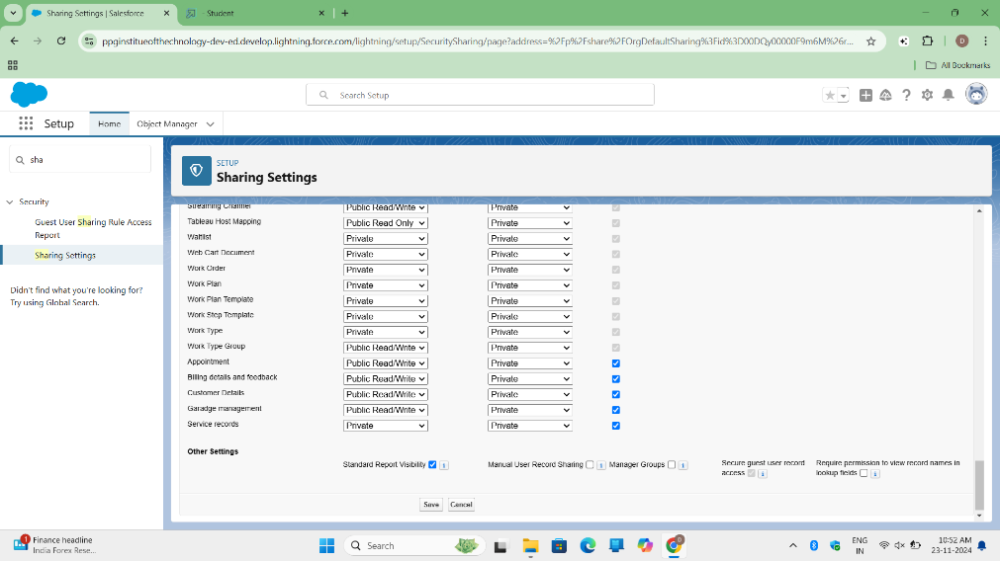 Sharing Settings | Salesforce
Student
ppginstitueofthechnology-dev-ed.develop.lightning.force.com/lightning/setup/SecuritySharing/page?address=%2Fp%2Fshare%2FOrgDefaultSharing%3Fid%3D00DQy00000F9m6M%26r...
D
All Bookmarks
Search Setup
Setup
Home
Object Manager
sha
Security
Guest User Sharing Rule Access
Report
Sharing Settings
Didn't find what you're looking for?
Try using Global Search.
SETUP
Sharing Settings
Streaming Channel Public Read/Write Private
Tableau Host Mapping Public Read Only Private
Waitlist Private Private
Web Cart Document Private Private
Work Order Private Private
Work Plan Private Private
Work Plan Template Private Private
Work Step Template Private Private
Work Type Private Private
Work Type Group Public Read/Write Private
Appointment Public Read/Write Private
Billing details and feedback Public Read/Write Private
Customer Details Public Read/Write Private
Garadge management Public Read/Write Private
Service records Private Private
Other Settings
Standard Report Visibility i Manual User Record Sharing i Manager Groups i
Secure guest user record
access i
Require permission to view record names in
lookup fields i
Save Cancel
1
Finance headline
India Forex Rese...
Search
ENG
IN
10:52 AM
23-11-2024